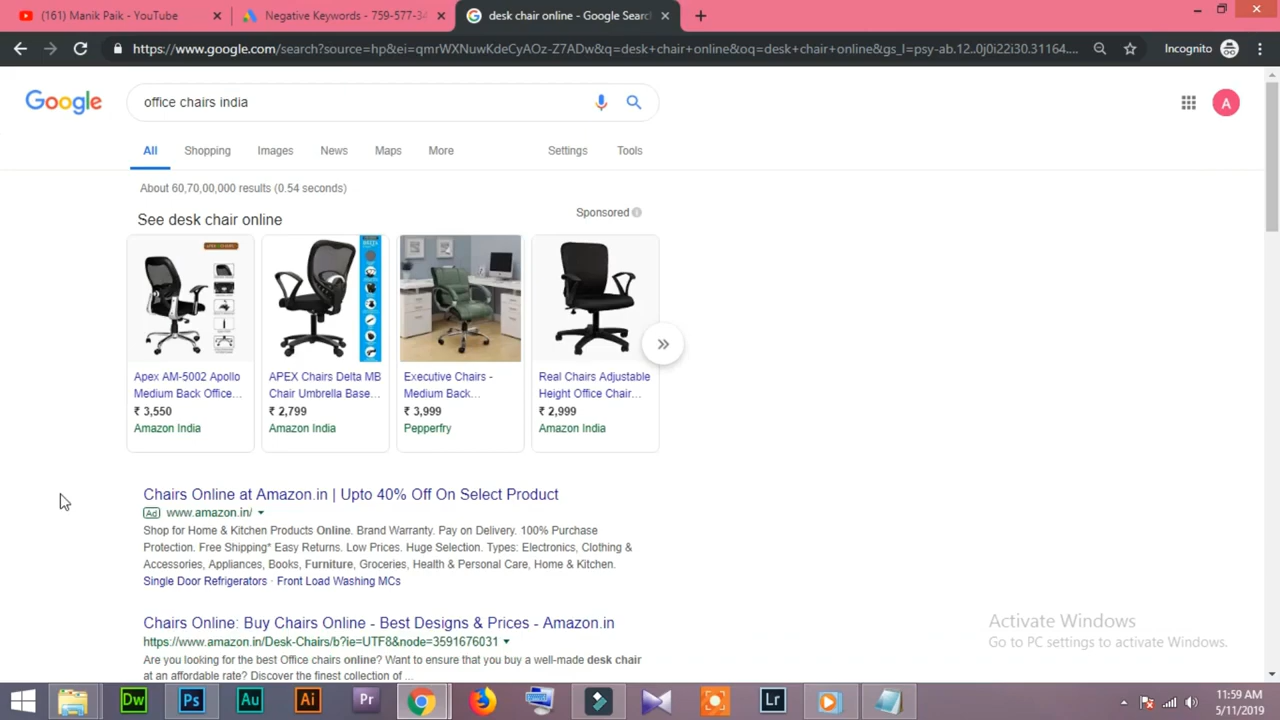 (161) Manik Paik - YouTube
Negative Keywords - 759-577-34
desk chair online - Google Searc
https://www.google.com/search?source=hp&ei=qmrWXNuwKdeCyAOz-Z7ADw&q=desk+chair+online&oq=desk+chair+online&gs_l=psy-ab.12..0j0i22i30.31164....
Incognito
Google
office chairs india
A
All
Shopping
Images
News
Maps
More
Settings
Tools
About 60,70,00,000 results (0.54 seconds)
See desk chair online
Sponsored
Apex AM-5002 Apollo
Medium Back Office...
₹ 3,550
Amazon India
APEX Chairs Delta MB
Chair Umbrella Base...
₹ 2,799
Amazon India
Executive Chairs -
Medium Back...
₹ 3,999
Pepperfry
Real Chairs Adjustable
Height Office Chair...
₹ 2,999
Amazon India
Chairs Online at Amazon.in | Upto 40% Off On Select Product
Ad www.amazon.in/
Shop for Home & Kitchen Products Online. Brand Warranty. Pay on Delivery. 100% Purchase
Protection. Free Shipping* Easy Returns. Low Prices. Huge Selection. Types: Electronics, Clothing &
Accessories, Appliances, Books, Furniture, Groceries, Health & Personal Care, Home & Kitchen.
Single Door Refrigerators · Front Load Washing MCs
Chairs Online: Buy Chairs Online - Best Designs & Prices - Amazon.in
https://www.amazon.in/Desk-Chairs/b?ie=UTF8&node=3591676031
Are you looking for the best Office chairs online? Want to ensure that you buy a well-made desk chair
at an affordable rate? Discover the finest collection of ...
Activate Windows
Go to PC settings to activate Windows.
Dw
Ps
Au
Ai
Pr
Lr
11:59 AM
5/11/2019